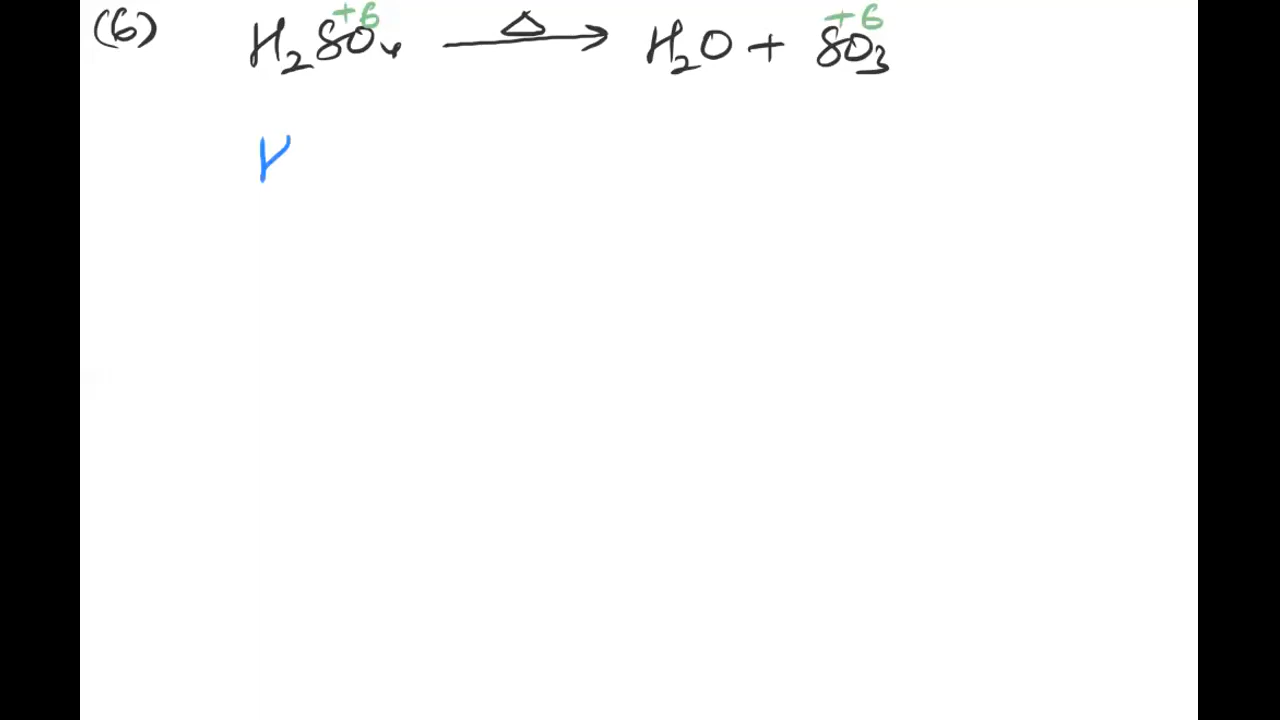 (6) H₂SO₄ +6 —Δ→ H₂O + SO₃ +6